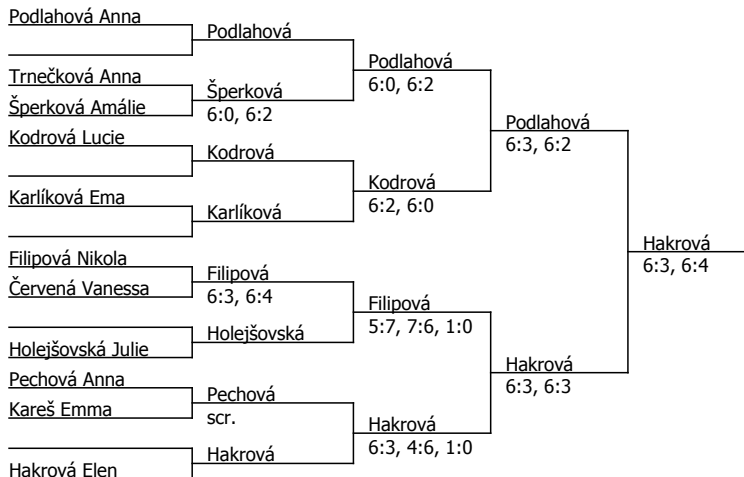 Podlahová Anna
Podlahová
Podlahová
6:0, 6:2
Trnečková Anna
Šperková
6:0, 6:2
Šperková Amálie
Podlahová
6:3, 6:2
Kodrová Lucie
Kodrová
Kodrová
6:2, 6:0
Karlíková Ema
Karlíková
Hakrová
6:3, 6:4
Filipová Nikola
Filipová
6:3, 6:4
Červená Vanessa
Filipová
5:7, 7:6, 1:0
Holejšovská
Holejšovská Julie
Hakrová
6:3, 6:3
Pechová Anna
Pechová
scr.
Kareš Emma
Hakrová
6:3, 4:6, 1:0
Hakrová
Hakrová Elen